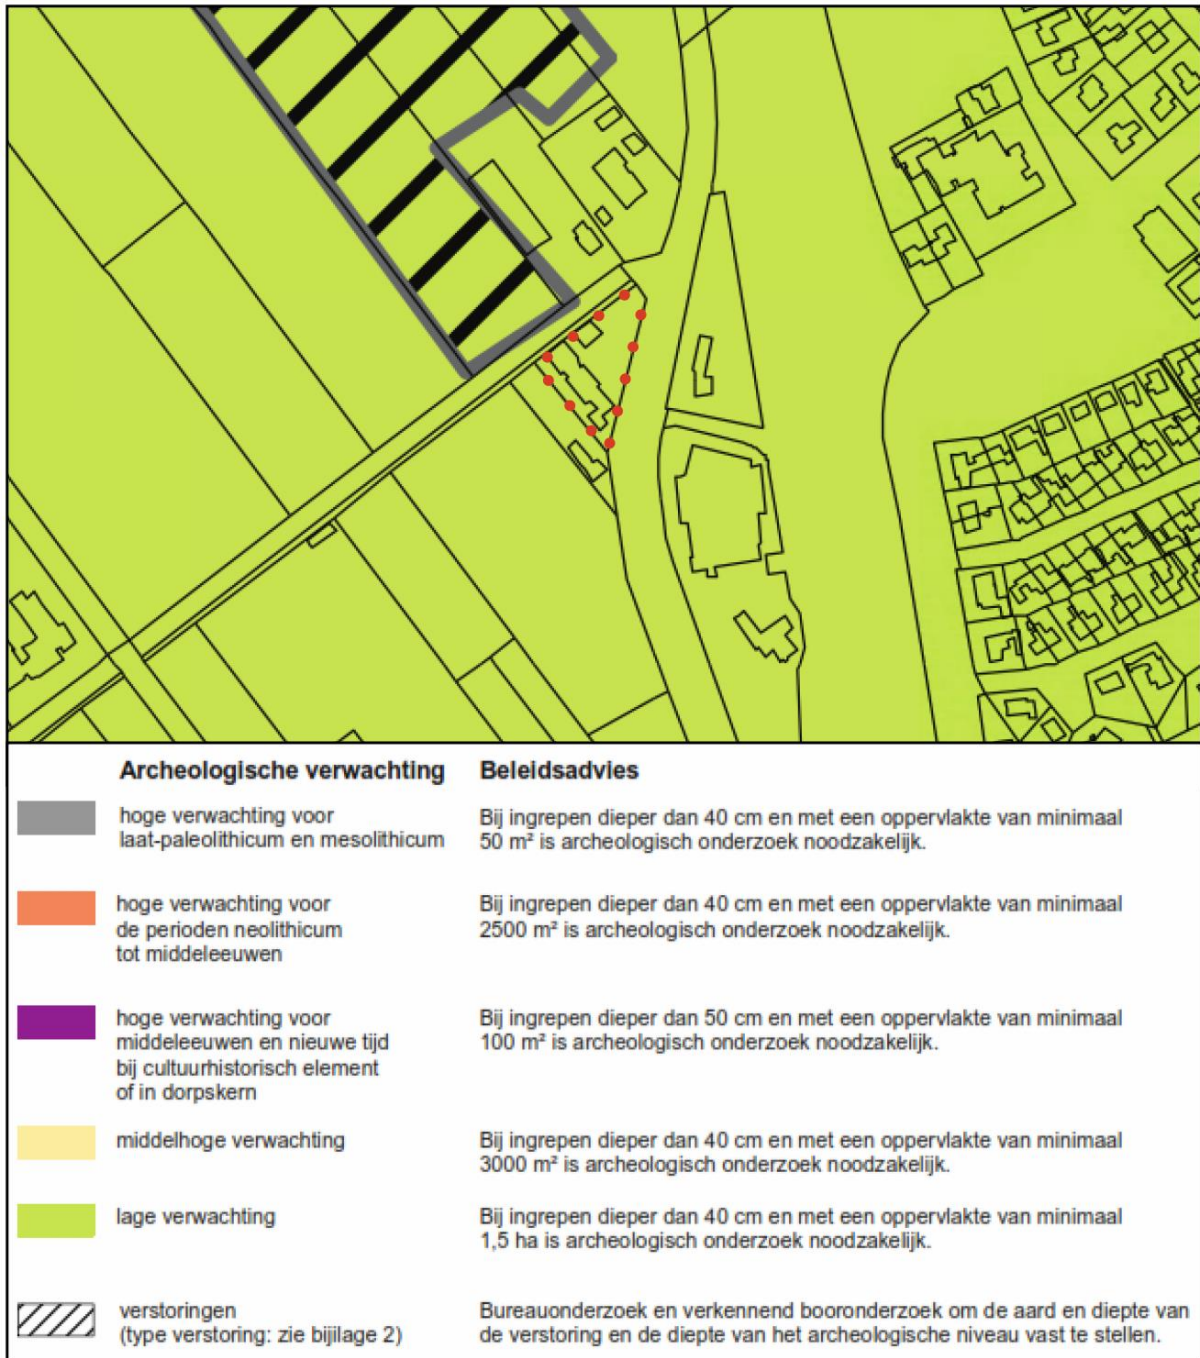 Archeologische verwachting Beleidsadvies
hoge verwachting voor
laat-paleolithicum en mesolithicum
Bij ingrepen dieper dan 40 cm en met een oppervlakte van minimaal
50 m² is archeologisch onderzoek noodzakelijk.
hoge verwachting voor
de perioden neolithicum
tot middeleeuwen
Bij ingrepen dieper dan 40 cm en met een oppervlakte van minimaal
2500 m² is archeologisch onderzoek noodzakelijk.
hoge verwachting voor
middeleeuwen en nieuwe tijd
bij cultuurhistorisch element
of in dorpskern
Bij ingrepen dieper dan 50 cm en met een oppervlakte van minimaal
100 m² is archeologisch onderzoek noodzakelijk.
middelhoge verwachting
Bij ingrepen dieper dan 40 cm en met een oppervlakte van minimaal
3000 m² is archeologisch onderzoek noodzakelijk.
lage verwachting
Bij ingrepen dieper dan 40 cm en met een oppervlakte van minimaal
1,5 ha is archeologisch onderzoek noodzakelijk.
verstoringen
(type verstoring: zie bijilage 2)
Bureauonderzoek en verkennend booronderzoek om de aard en diepte van
de verstoring en de diepte van het archeologische niveau vast te stellen.